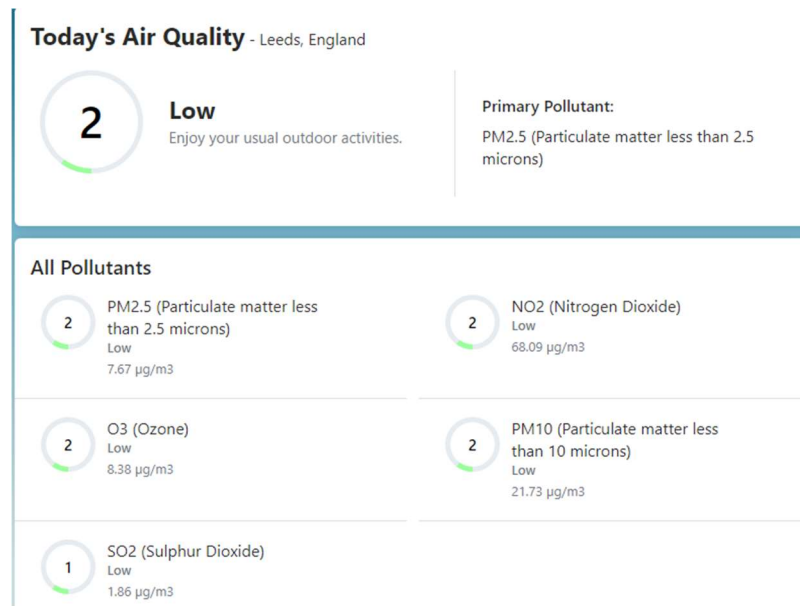 Today's Air Quality - Leeds, England
2
Low
Enjoy your usual outdoor activities.
Primary Pollutant:
PM2.5 (Particulate matter less than 2.5
microns)
All Pollutants
2
PM2.5 (Particulate matter less
than 2.5 microns)
Low
7.67 µg/m3
2
NO2 (Nitrogen Dioxide)
Low
68.09 µg/m3
2
O3 (Ozone)
Low
8.38 µg/m3
2
PM10 (Particulate matter less
than 10 microns)
Low
21.73 µg/m3
1
SO2 (Sulphur Dioxide)
Low
1.86 µg/m3